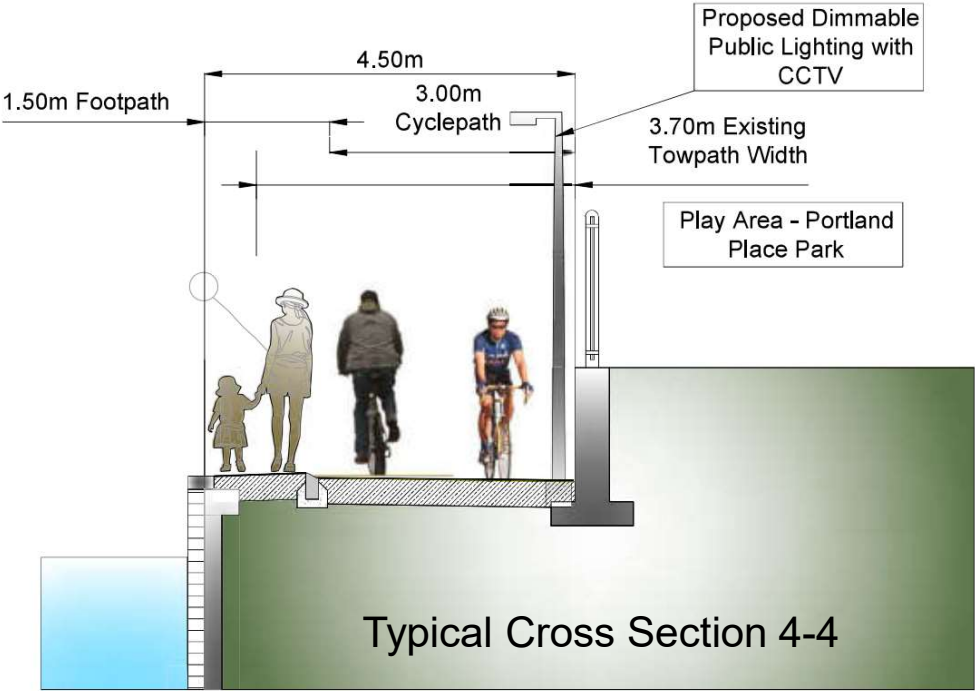 Proposed Dimmable
Public Lighting with
CCTV
4.50m
1.50m Footpath
3.00m
Cyclepath
3.70m Existing
Towpath Width
Play Area - Portland
Place Park
Typical Cross Section 4-4